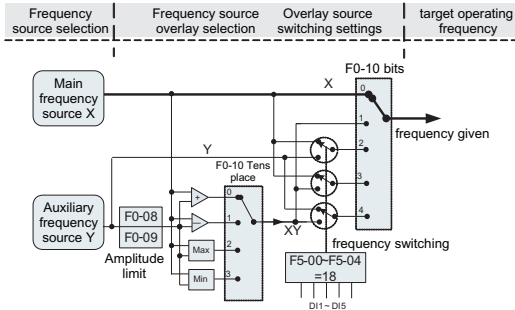 Frequency
source selection
Frequency source
overlay selection
Overlay source
switching settings
target operating
frequency
F0-10 bits
X
0
Main
frequency
source X
1
frequency given
Y
2
F0-10 Tens
place
3
Auxiliary
frequency
source Y
F0-08
F0-09
Amplitude
limit
+
0
—
1
XY
4
Max
2
Min
3
frequency switching
F5-00~F5-04
=18
DI1~DI5